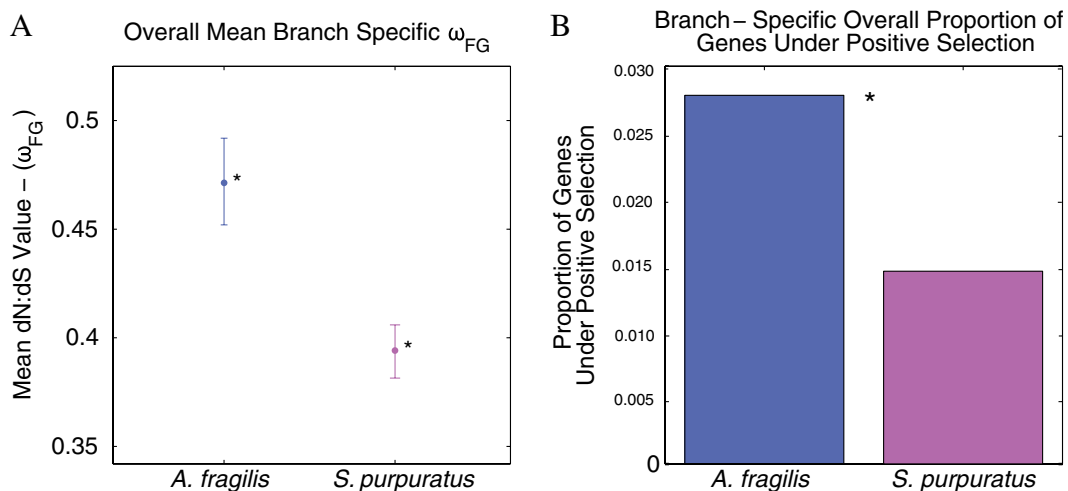 A
Overall Mean Branch Specific ω_FG
Mean dN:dS Value – (ω_FG)
0.5
0.45
0.4
0.35
*
*
A. fragilis
S. purpuratus
B
Branch – Specific Overall Proportion of
Genes Under Positive Selection
Proportion of Genes
Under Positive Selection
0.030
0.025
0.020
0.015
0.010
0.005
0
*
A. fragilis
S. purpuratus